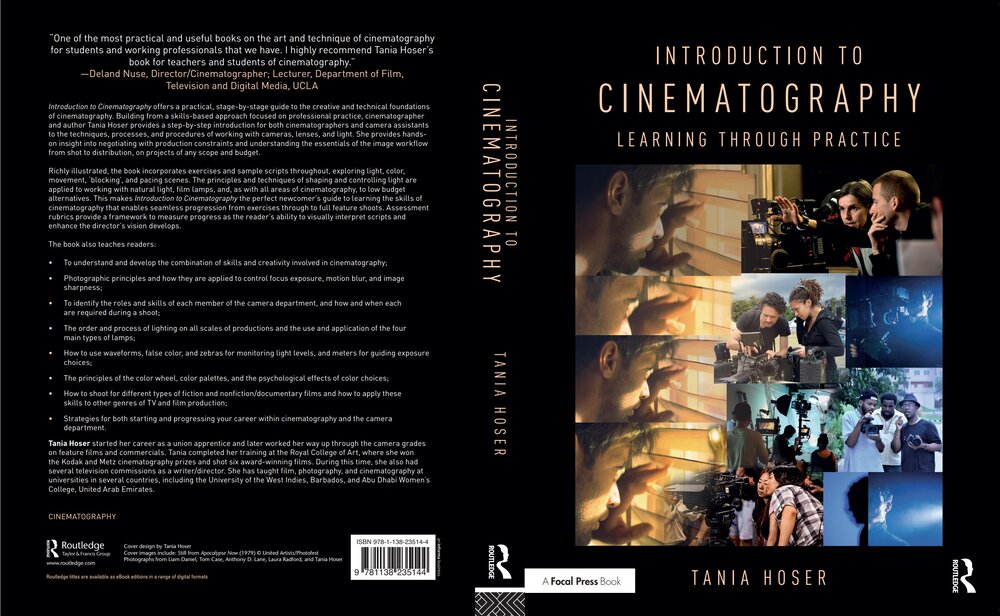 “One of the most practical and useful books on the art and technique of cinematography
for students and working professionals that we have. I highly recommend Tania Hoser’s
book for teachers and students of cinematography.”
—Deland Nuse, Director/Cinematographer; Lecturer, Department of Film,
Television and Digital Media, UCLA
Introduction to Cinematography offers a practical, stage-by-stage guide to the creative and technical foundations
of cinematography. Building from a skills-based approach focused on professional practice, cinematographer
and author Tania Hoser provides a step-by-step introduction for both cinematographers and camera assistants
to the techniques, processes, and procedures of working with cameras, lenses, and light. She provides hands-
on insight into negotiating with production constraints and understanding the essentials of the image workflow
from shot to distribution, on projects of any scope and budget.
Richly illustrated, the book incorporates exercises and sample scripts throughout, exploring light, color,
movement, ‘blocking’, and pacing scenes. The principles and techniques of shaping and controlling light are
applied to working with natural light, film lamps, and, as with all areas of cinematography, to low budget
alternatives. This makes Introduction to Cinematography the perfect newcomer’s guide to learning the skills of
cinematography that enables seamless progression from exercises through to full feature shoots. Assessment
rubrics provide a framework to measure progress as the reader’s ability to visually interpret scripts and
enhance the director’s vision develops.
The book also teaches readers:
• To understand and develop the combination of skills and creativity involved in cinematography;
• Photographic principles and how they are applied to control focus exposure, motion blur, and image
sharpness;
• To identify the roles and skills of each member of the camera department, and how and when each
are required during a shoot;
• The order and process of lighting on all scales of productions and the use and application of the four
main types of lamps;
• How to use waveforms, false color, and zebras for monitoring light levels, and meters for guiding exposure
choices;
• The principles of the color wheel, color palettes, and the psychological effects of color choices;
• How to shoot for different types of fiction and nonfiction/documentary films and how to apply these
skills to other genres of TV and film production;
• Strategies for both starting and progressing your career within cinematography and the camera
department.
Tania Hoser started her career as a union apprentice and later worked her way up through the camera grades
on feature films and commercials. Tania completed her training at the Royal College of Art, where she won
the Kodak and Metz cinematography prizes and shot six award-winning films. During this time, she also had
several television commissions as a writer/director. She has taught film, photography, and cinematography at
universities in several countries, including the University of the West Indies, Barbados, and Abu Dhabi Women’s
College, United Arab Emirates.
CINEMATOGRAPHY
Routledge
Taylor & Francis Group
www.routledge.com
Cover design by Tania Hoser
Cover images include: Still from Apocalypse Now (1979) © United Artists/Photofest
Photographs from Liam Daniel, Tom Case, Anthony D. Lane, Laura Radford, and Tania Hoser
Routledge titles are available as eBook editions in a range of digital formats
ISBN 978-1-138-23514-4
9 781138 235144
INTRODUCTION TO
CINEMATOGRAPHY
TANIA HOSER
ROUTLEDGE
INTRODUCTION TO
CINEMATOGRAPHY
LEARNING THROUGH PRACTICE
A Focal Press Book
TANIA HOSER
ROUTLEDGE